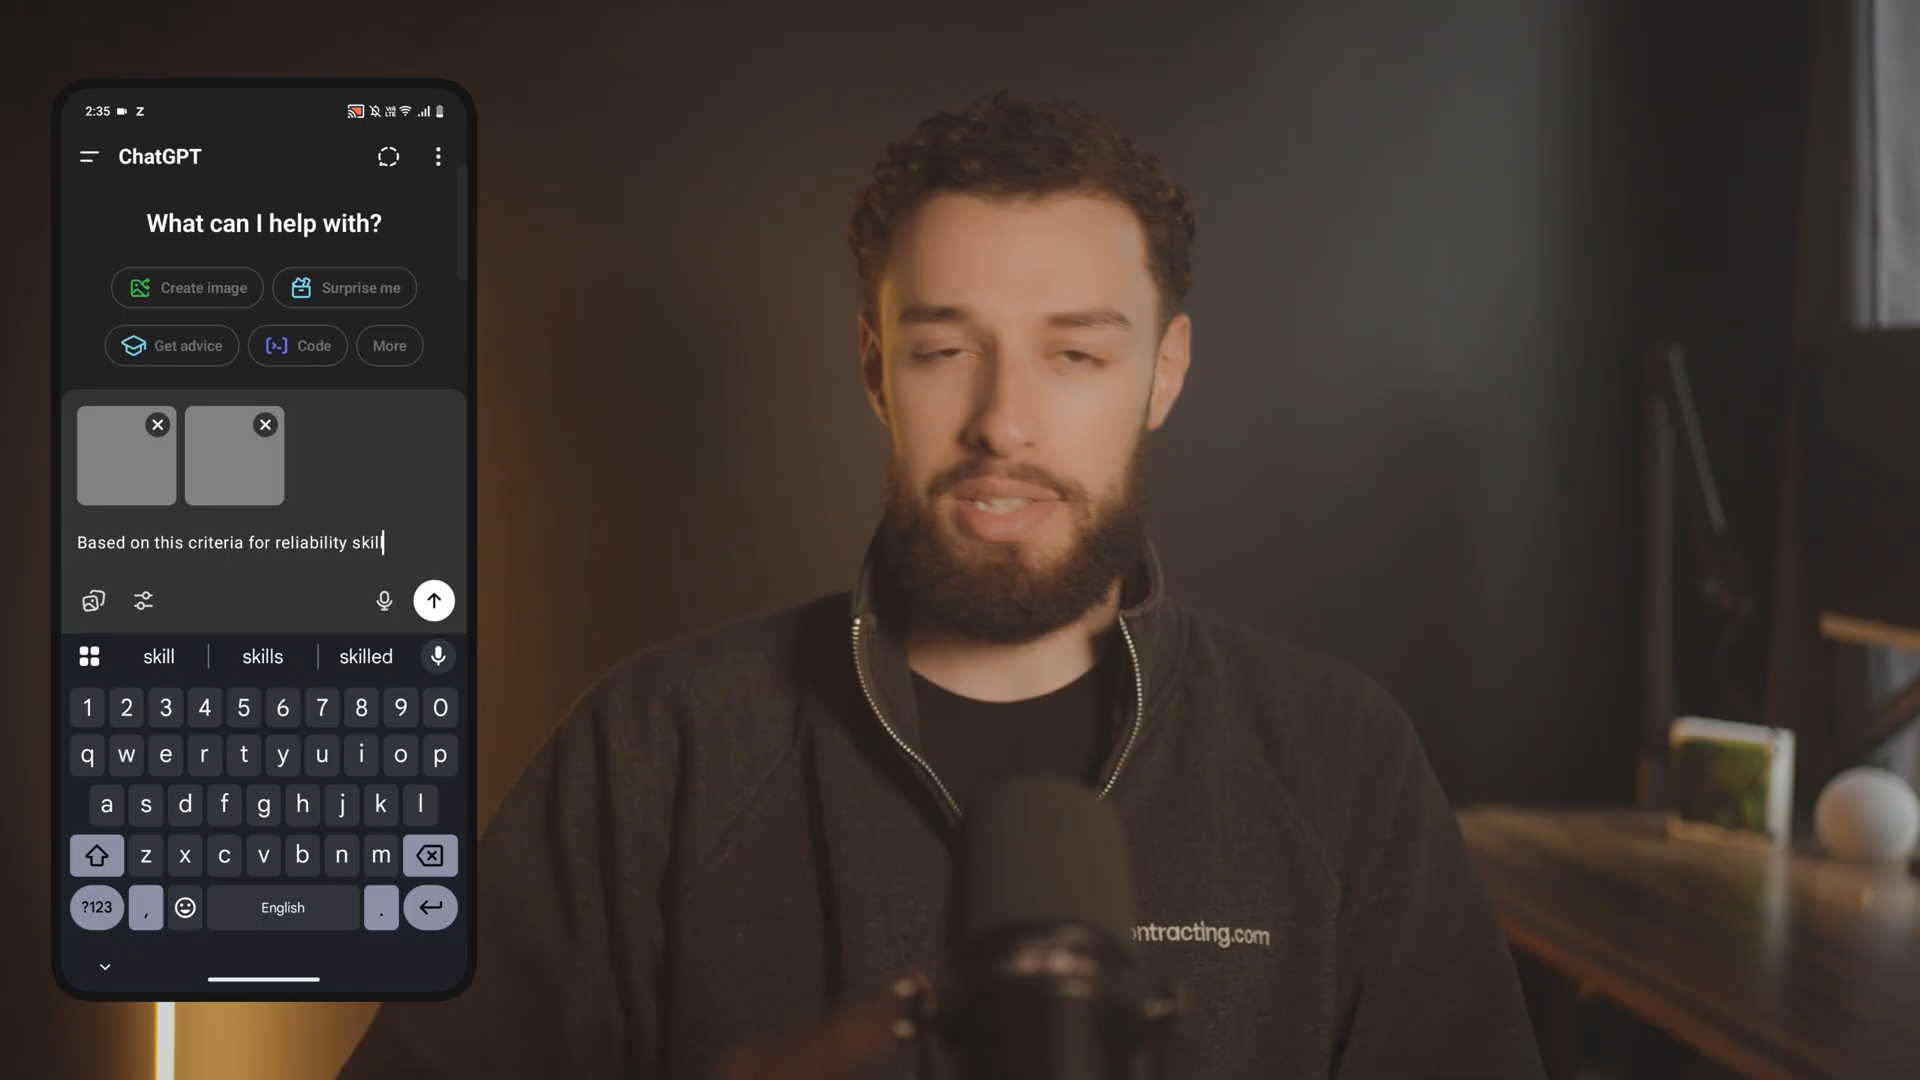 2:35 Z
ChatGPT
What can I help with?
Create image Surprise me
Get advice Code More
Based on this criteria for reliability skill
skill skills skilled
1 2 3 4 5 6 7 8 9 0
q w e r t y u i o p
a s d f g h j k l
z x c v b n m
?123 , English .
ontracting.com